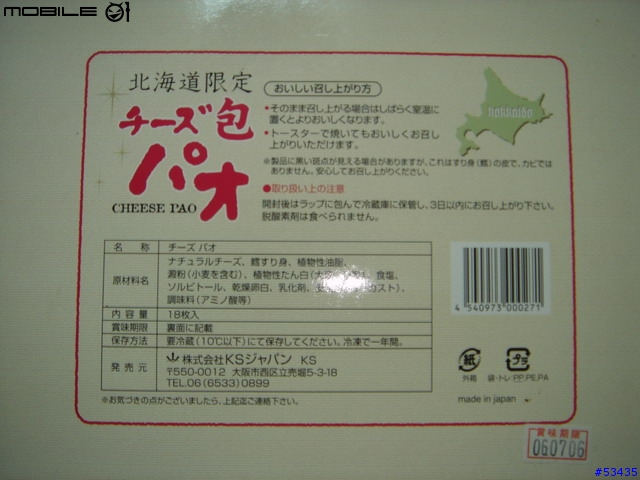 MOBILE01
北海道限定
チーズ包
パオ
CHEESE PAO
おいしい召し上がり方
●そのまま召し上がる場合はしばらく室温に
置くとよりおいしくなります。
●トースターで焼いてもおいしくお召し
上がりいただけます。
※製品に黒い斑点が見える場合がありますが、これはすり身(鱈)の皮で、カビでは
ありません。安心してお召し上がりください。
●取り扱い上の注意
開封後はラップに包んで冷蔵庫に保管し、3日以内にお召し上がり下さい。
脱酸素剤は食べられません。
hokkaido
名 称 チーズ パオ
原材料名 ナチュラルチーズ、鱈すり身、植物性油脂、
澱粉(小麦を含む)、植物性たん白(大 食塩、
ソルビトール、乾燥卵白、乳化剤、
調味料(アミノ酸等)
内 容 量 18枚入
賞味期限 裏面に記載
保存方法 要冷蔵(10℃以下)にて保存してください。冷凍で一年間。
発 売 元 株式会社KSジャパン KS
〒550-0012 大阪市西区立売堀5-3-18
TEL.06(6533)0899
※お気づきの点がございましたら、上記迄ご連絡下さい。
4 540973 000271
紙 プラ
外箱 袋・トレ:PP,PE,PA
made in japan
賞味期限
060706
#53435